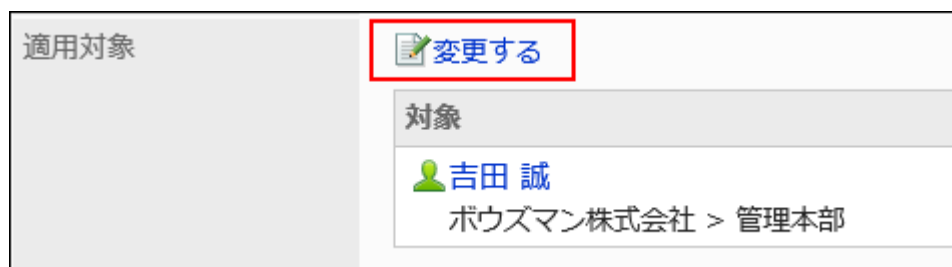 適用対象
変更する
対象
吉田 誠
ボウズマン株式会社 > 管理本部